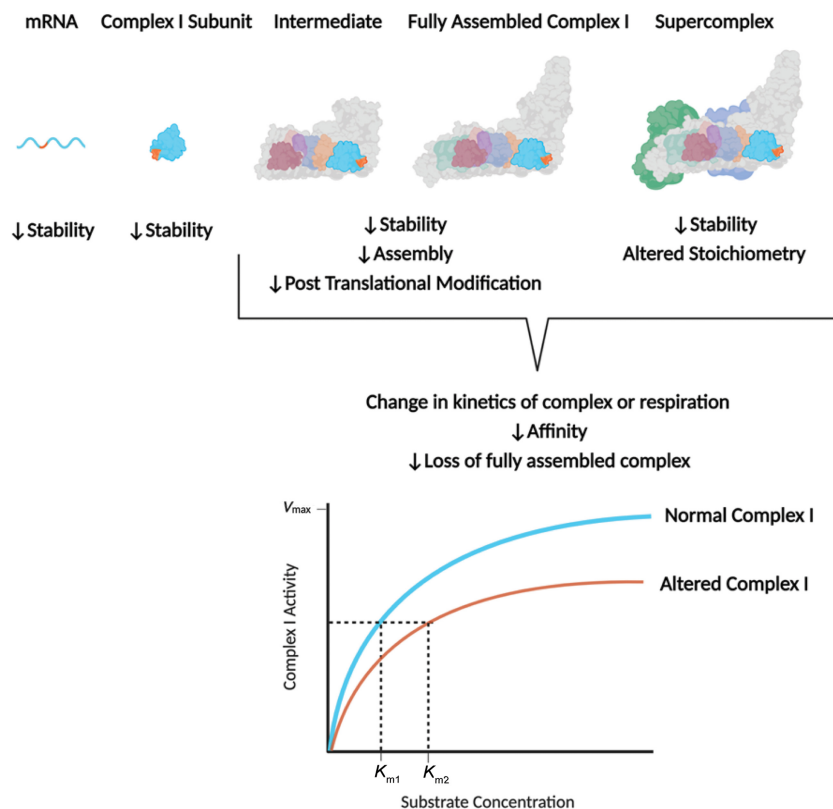 mRNA
Complex I Subunit
Intermediate
Fully Assembled Complex I
Supercomplex
↓ Stability
↓ Stability
↓ Stability
↓ Assembly
↓ Post Translational Modification
↓ Stability
Altered Stoichiometry
Change in kinetics of complex or respiration
↓ Affinity
↓ Loss of fully assembled complex
Vmax
Normal Complex I
Altered Complex I
Complex I Activity
Km1
Km2
Substrate Concentration